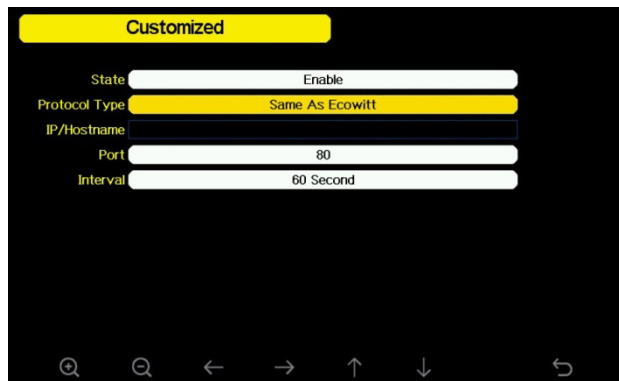 Customized
State Enable
Protocol Type Same As Ecowitt
IP/Hostname
Port 80
Interval 60 Second